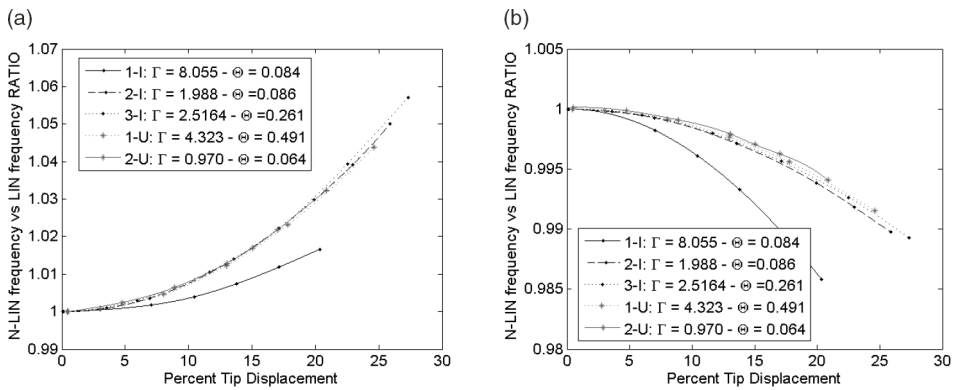 (a)
N-LIN frequency vs LIN frequency RATIO
1.07
1.06
1.05
1.04
1.03
1.02
1.01
1
0.99
1-I: Γ = 8.055 - Θ = 0.084
2-I: Γ = 1.988 - Θ =0.086
3-I: Γ = 2.5164 - Θ =0.261
1-U: Γ = 4.323 - Θ = 0.491
2-U: Γ = 0.970 - Θ = 0.064
0 5 10 15 20 25 30
Percent Tip Displacement
(b)
N-LIN frequency vs LIN frequency RATIO
1.005
1
0.995
0.99
0.985
0.98
1-I: Γ = 8.055 - Θ = 0.084
2-I: Γ = 1.988 - Θ =0.086
3-I: Γ = 2.5164 - Θ =0.261
1-U: Γ = 4.323 - Θ = 0.491
2-U: Γ = 0.970 - Θ = 0.064
0 5 10 15 20 25 30
Percent Tip Displacement